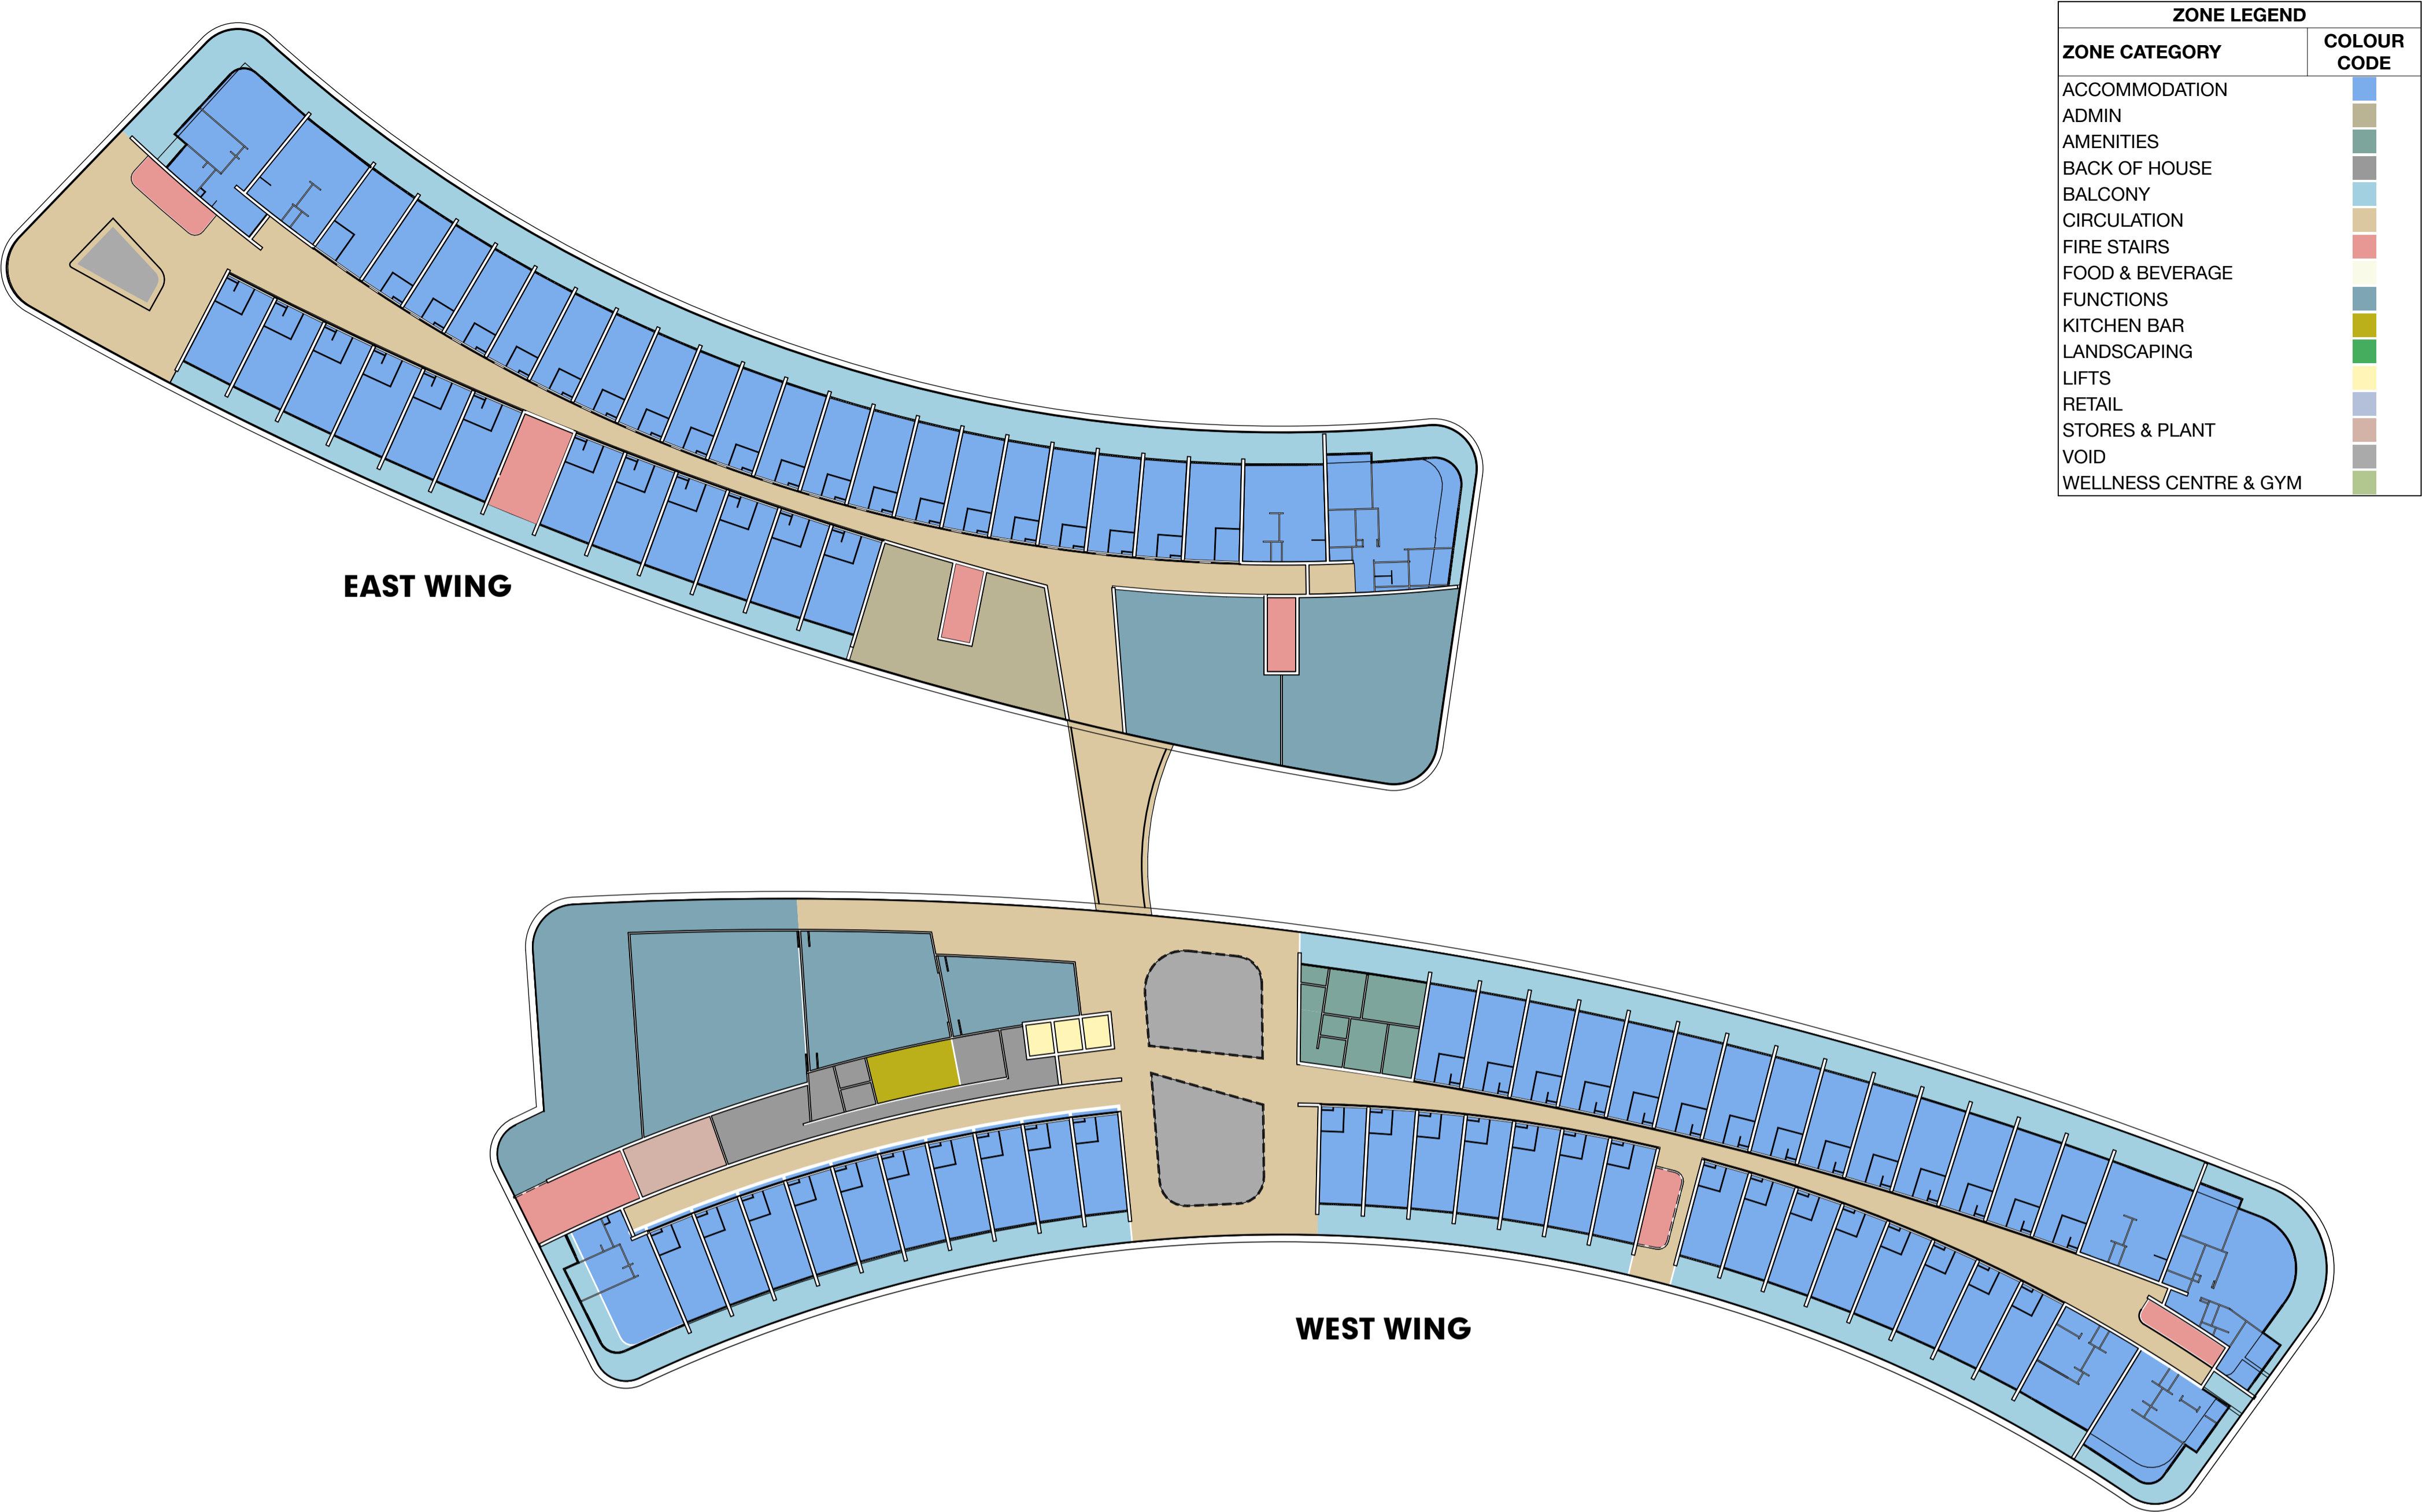 ZONE LEGEND
ZONE CATEGORY
COLOUR
CODE
ACCOMMODATION
ADMIN
AMENITIES
BACK OF HOUSE
BALCONY
CIRCULATION
FIRE STAIRS
FOOD & BEVERAGE
FUNCTIONS
KITCHEN BAR
LANDSCAPING
LIFTS
RETAIL
STORES & PLANT
VOID
WELLNESS CENTRE & GYM
EAST WING
WEST WING